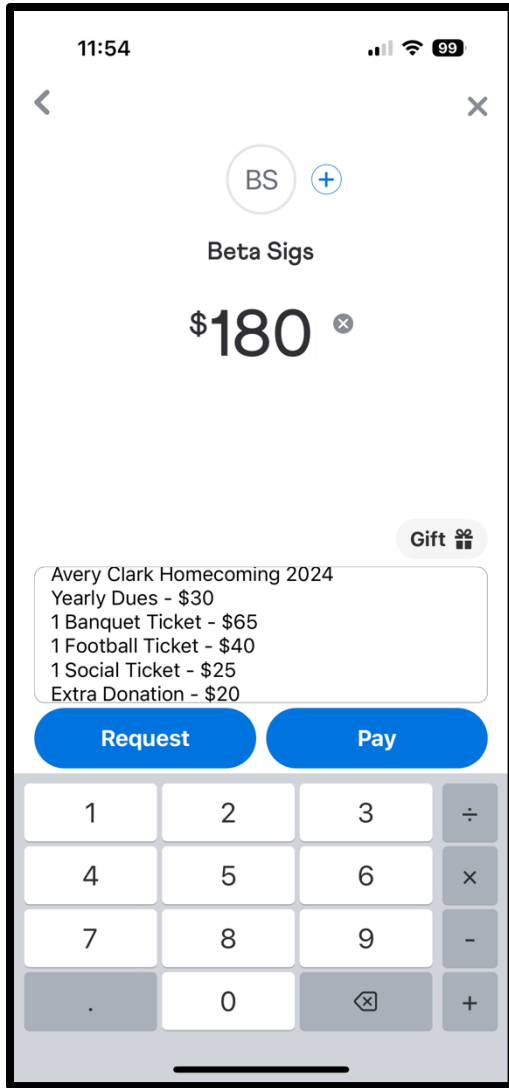 11:54
99
BS
Beta Sigs
$180
Gift
Avery Clark Homecoming 2024
Yearly Dues - $30
1 Banquet Ticket - $65
1 Football Ticket - $40
1 Social Ticket - $25
Extra Donation - $20
Request
Pay
1 2 3 ÷
4 5 6 ×
7 8 9 -
. 0 +